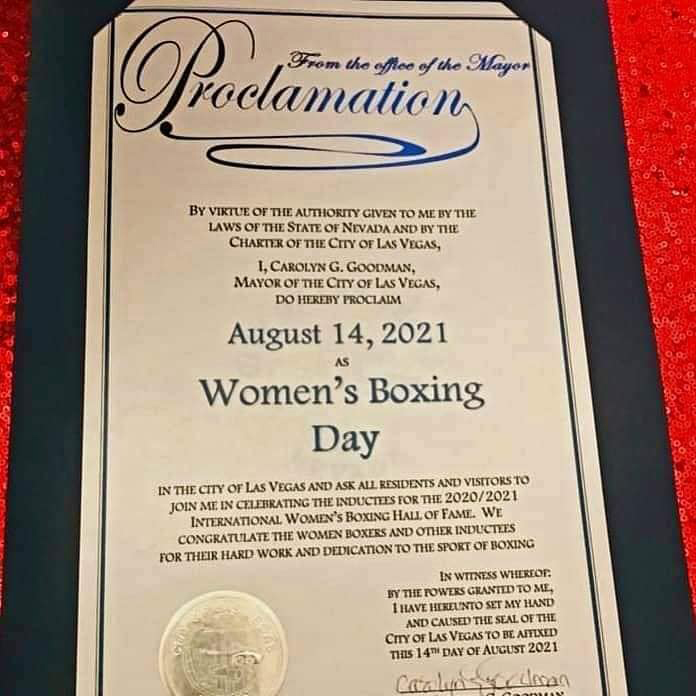 From the office of the Mayor
Proclamation
BY VIRTUE OF THE AUTHORITY GIVEN TO ME BY THE
LAWS OF THE STATE OF NEVADA AND BY THE
CHARTER OF THE CITY OF LAS VEGAS,
I, CAROLYN G. GOODMAN,
MAYOR OF THE CITY OF LAS VEGAS,
DO HEREBY PROCLAIM
August 14, 2021
AS
Women's Boxing
Day
IN THE CITY OF LAS VEGAS AND ASK ALL RESIDENTS AND VISITORS TO
JOIN ME IN CELEBRATING THE INDUCTEES FOR THE 2020/2021
INTERNATIONAL WOMEN'S BOXING HALL OF FAME. WE
CONGRATULATE THE WOMEN BOXERS AND OTHER INDUCTEES
FOR THEIR HARD WORK AND DEDICATION TO THE SPORT OF BOXING
IN WITNESS WHEREOF:
BY THE POWERS GRANTED TO ME,
I HAVE HEREUNTO SET MY HAND
AND CAUSED THE SEAL OF THE
CITY OF LAS VEGAS TO BE AFFIXED
THIS 14TH DAY OF AUGUST 2021